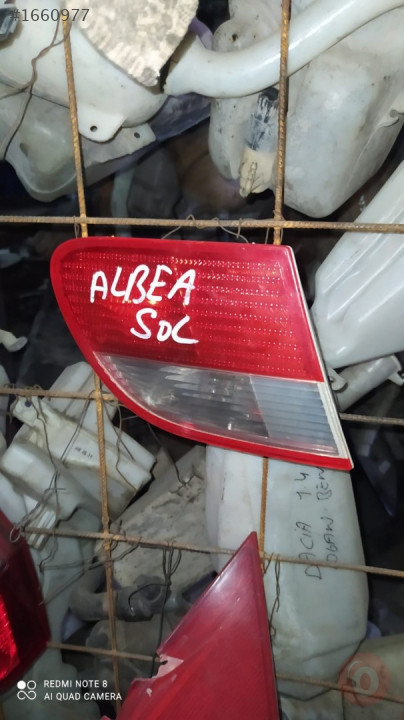 #1660977
ALBEA
SOL
DACIA 1.4
REDMI NOTE 8
AI QUAD CAMERA